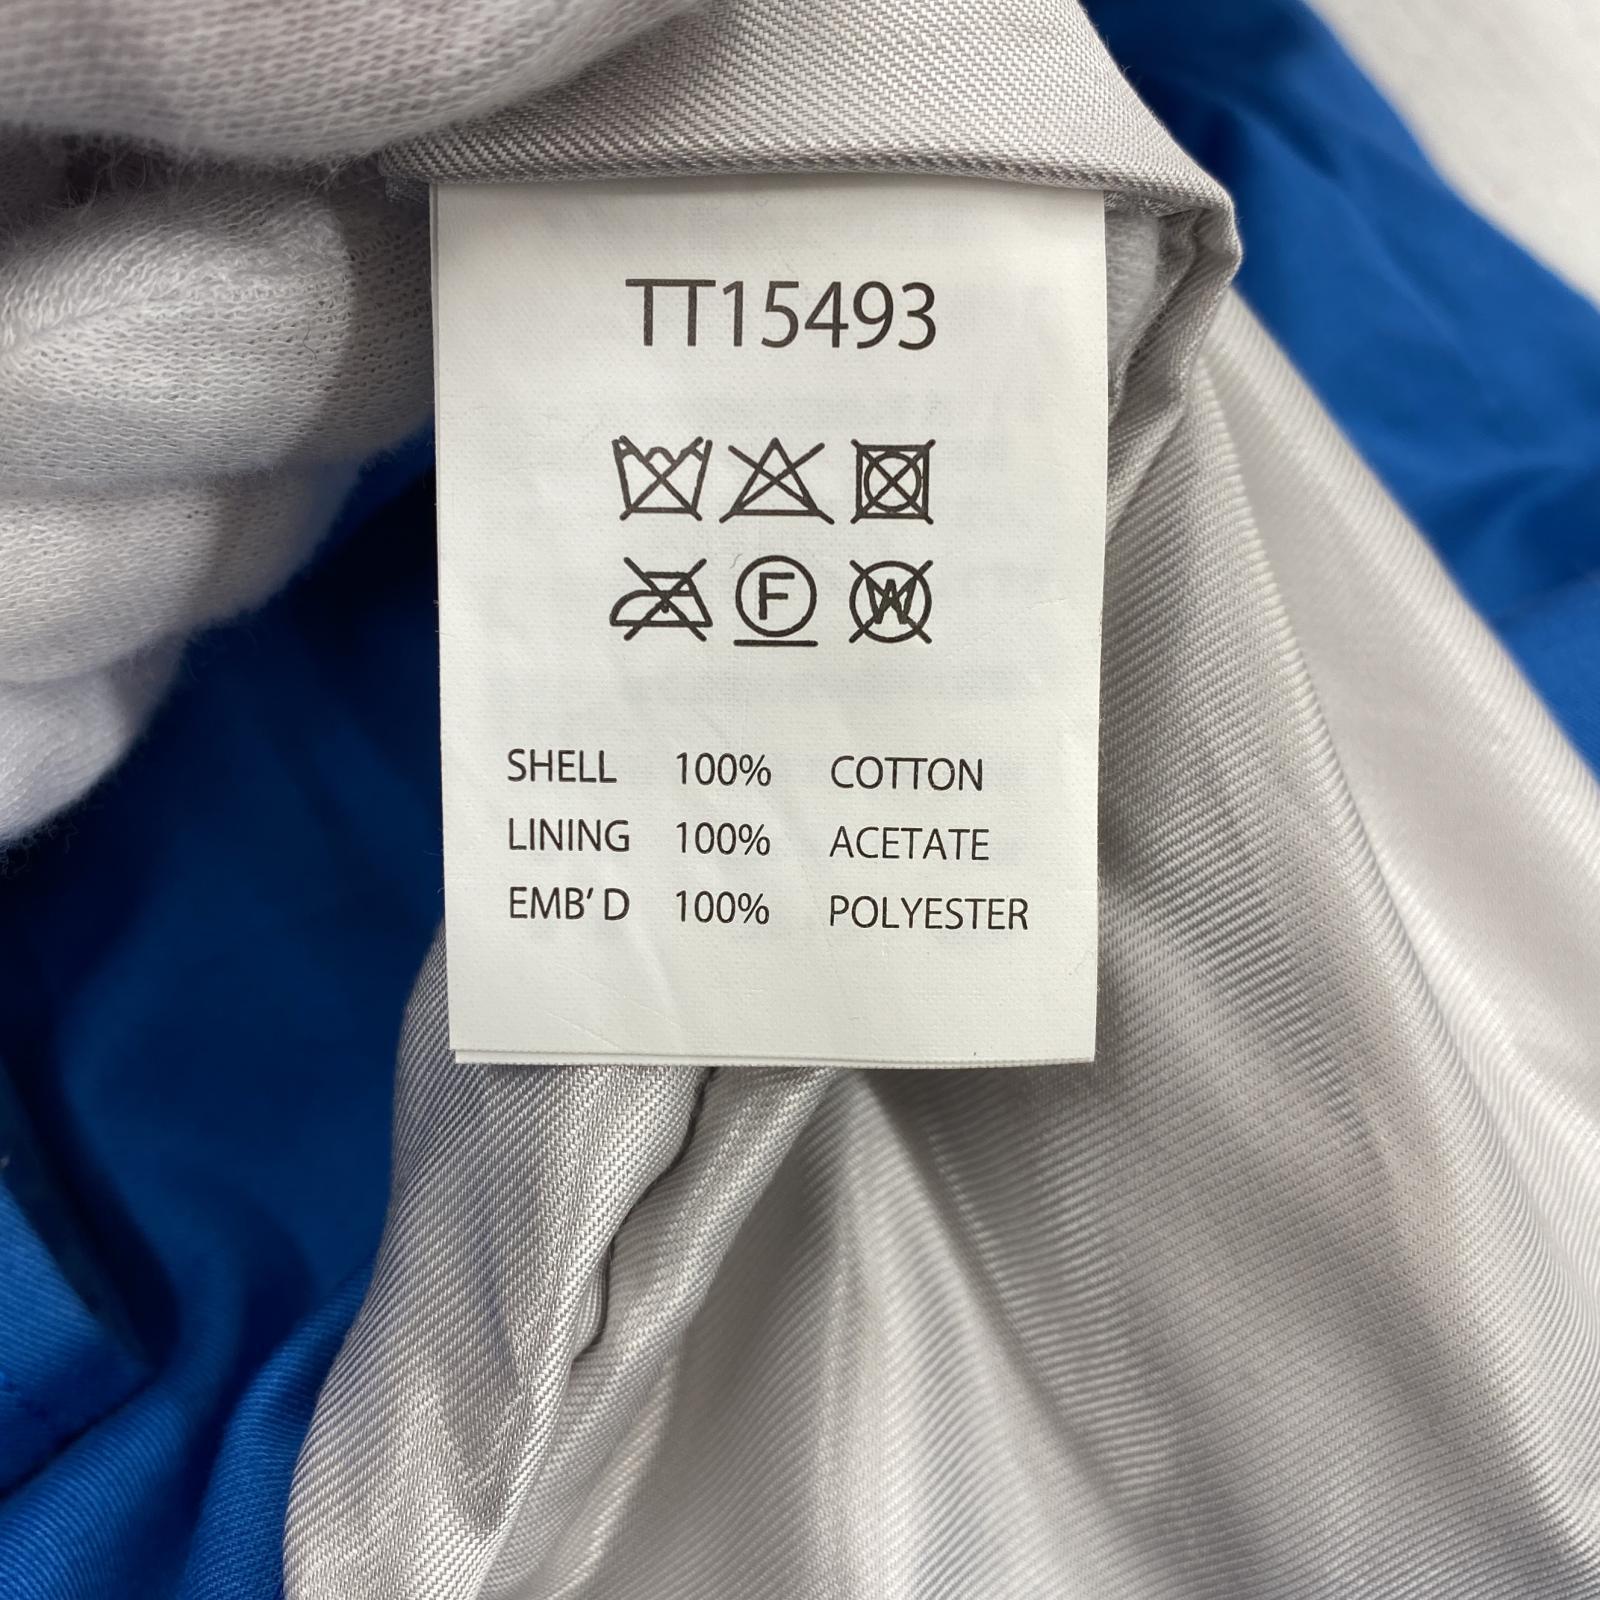 TT15493
F W
SHELL 100% COTTON
LINING 100% ACETATE
EMB'D 100% POLYESTER